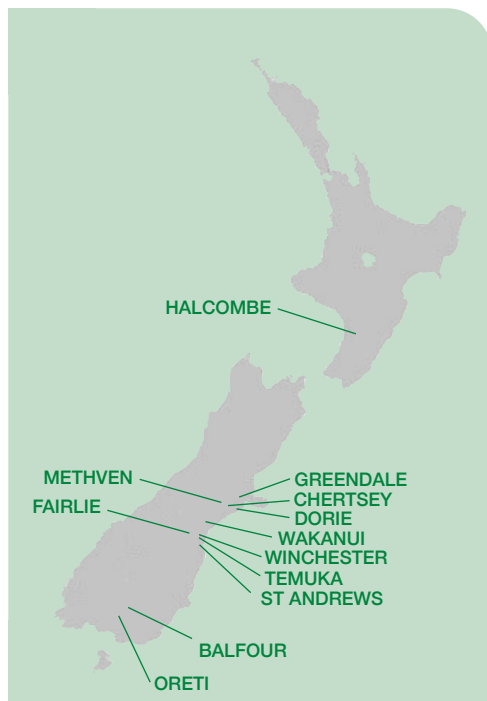 HALCOMBE
METHVEN
GREENDALE
CHERTSEY
FAIRLIE
DORIE
WAKANUI
WINCHESTER
TEMUKA
ST ANDREWS
BALFOUR
ORETI